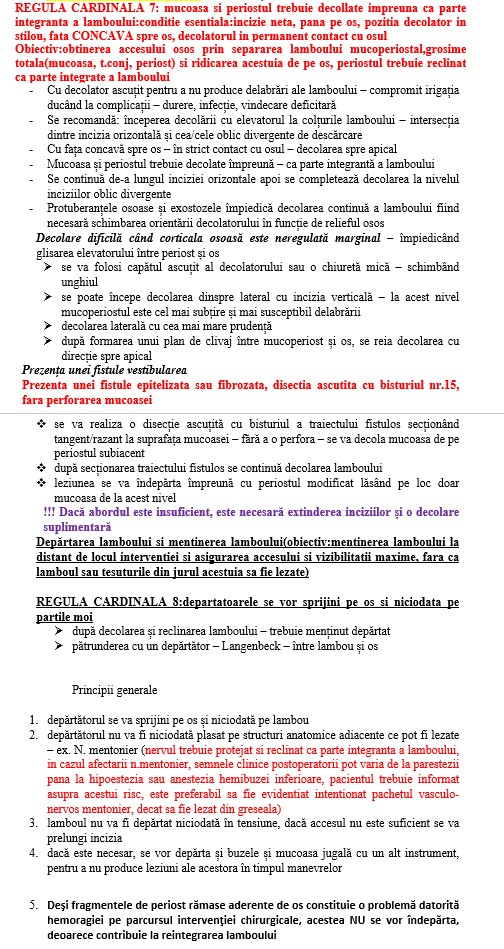 REGULA CARDINALA 7: mucoasa si periostul trebuie decollate impreuna ca parte
integranta a lamboului:conditie esentiala:incizie neta, pana pe os, pozitia decolator in
stilou, fata CONCAVA spre os, decolatorul in permanent contact cu osul
Obiectiv:obtinerea accesului osos prin separarea lamboului mucoperiostal,grosime
totala(mucoasa, t.conj, periost) si ridicarea acestuia de pe os, periostul trebuie reclinat
ca parte integrate a lamboului
- Cu decolator ascuțit pentru a nu produce delabrări ale lamboului – compromit irigația
ducând la complicații – durere, infecție, vindecare deficitară
- Se recomandă: începerea decolării cu elevatorul la colțurile lamboului – intersecția
dintre incizia orizontală și cea/cele oblic divergente de descărcare
- Cu fața concavă spre os – în strict contact cu osul – decolarea spre apical
- Mucoasa și periostul trebuie decolate împreună – ca parte integrantă a lamboului
- Se continuă de-a lungul inciziei orizontale apoi se completează decolarea la nivelul
inciziilor oblic divergente
- Protuberanțele osoase și exostozele împiedică decolarea continuă a lamboului fiind
necesară schimbarea orientării decolatorului în funcție de relieful osos
Decolare dificilă când corticala osoasă este neregulată marginal – împiedicând
glisarea elevatorului între periost și os
➢ se va folosi capătul ascuțit al decolatorului sau o chiuretă mică – schimbând
unghiul
➢ se poate începe decolarea dinspre lateral cu incizia verticală – la acest nivel
mucoperiostul este cel mai subțire și mai susceptibil delabrării
➢ decolarea laterală cu cea mai mare prudență
➢ după formarea unui plan de clivaj între mucoperiost și os, se reia decolarea cu
direcție spre apical
Prezența unei fistule vestibularea
Prezenta unei fistule epitelizata sau fibrozata, disectia ascutita cu bisturiul nr.15,
fara perforarea mucoasei
❖ se va realiza o disecție ascuțită cu bisturiul a traiectului fistulos secționând
tangent/razant la suprafața mucoasei – fără a o perfora – se va decola mucoasa de pe
periostul subiacent
❖ după secționarea traiectului fistulos se continuă decolarea lamboului
❖ leziunea se va îndepărta împreună cu periostul modificat lăsând pe loc doar
mucoasa de la acest nivel
!!! Dacă abordul este insuficient, este necesară extinderea inciziilor și o decolare
suplimentară
Depărtarea lamboului si mentinerea lamboului(obiectiv:mentinerea lamboului la
distant de locul interventiei si asigurarea accesului si vizibilitatii maxime, fara ca
lamboul sau tesuturile din jurul acestuia sa fie lezate)
REGULA CARDINALA 8:departatoarele se vor sprijini pe os si niciodata pe
partile moi
➢ după decolarea și reclinarea lamboului – trebuie menținut depărtat
➢ pătrunderea cu un depărtător – Langenbeck – între lambou și os
Principii generale
1. depărtătorul se va sprijini pe os și niciodată pe lambou
2. depărtătorul nu va fi niciodată plasat pe structuri anatomice adiacente ce pot fi lezate
– ex. N. mentonier (nervul trebuie protejat si reclinat ca parte integranta a lamboului,
in cazul afectarii n.mentonier, semnele clinice postoperatorii pot varia de la parestezii
pana la hipoestezia sau anestezia hemibuzei inferioare, pacientul trebuie informat
asupra acestui risc, este preferabil sa fie evidentiat intentionat pachetul vasculo-
nervos mentonier, decat sa fie lezat din greseala)
3. lamboul nu va fi depărtat niciodată în tensiune, dacă accesul nu este suficient se va
prelungi incizia
4. dacă este necesar, se vor depărta și buzele și mucoasa jugală cu un alt instrument,
pentru a nu produce leziuni ale acestora în timpul manevrelor
5. Deși fragmentele de periost rămase aderente de os constituie o problemă datorită
hemoragiei pe parcursul intervenției chirurgicale, acestea NU se vor îndepărta,
deoarece contribuie la reintegrarea lamboului